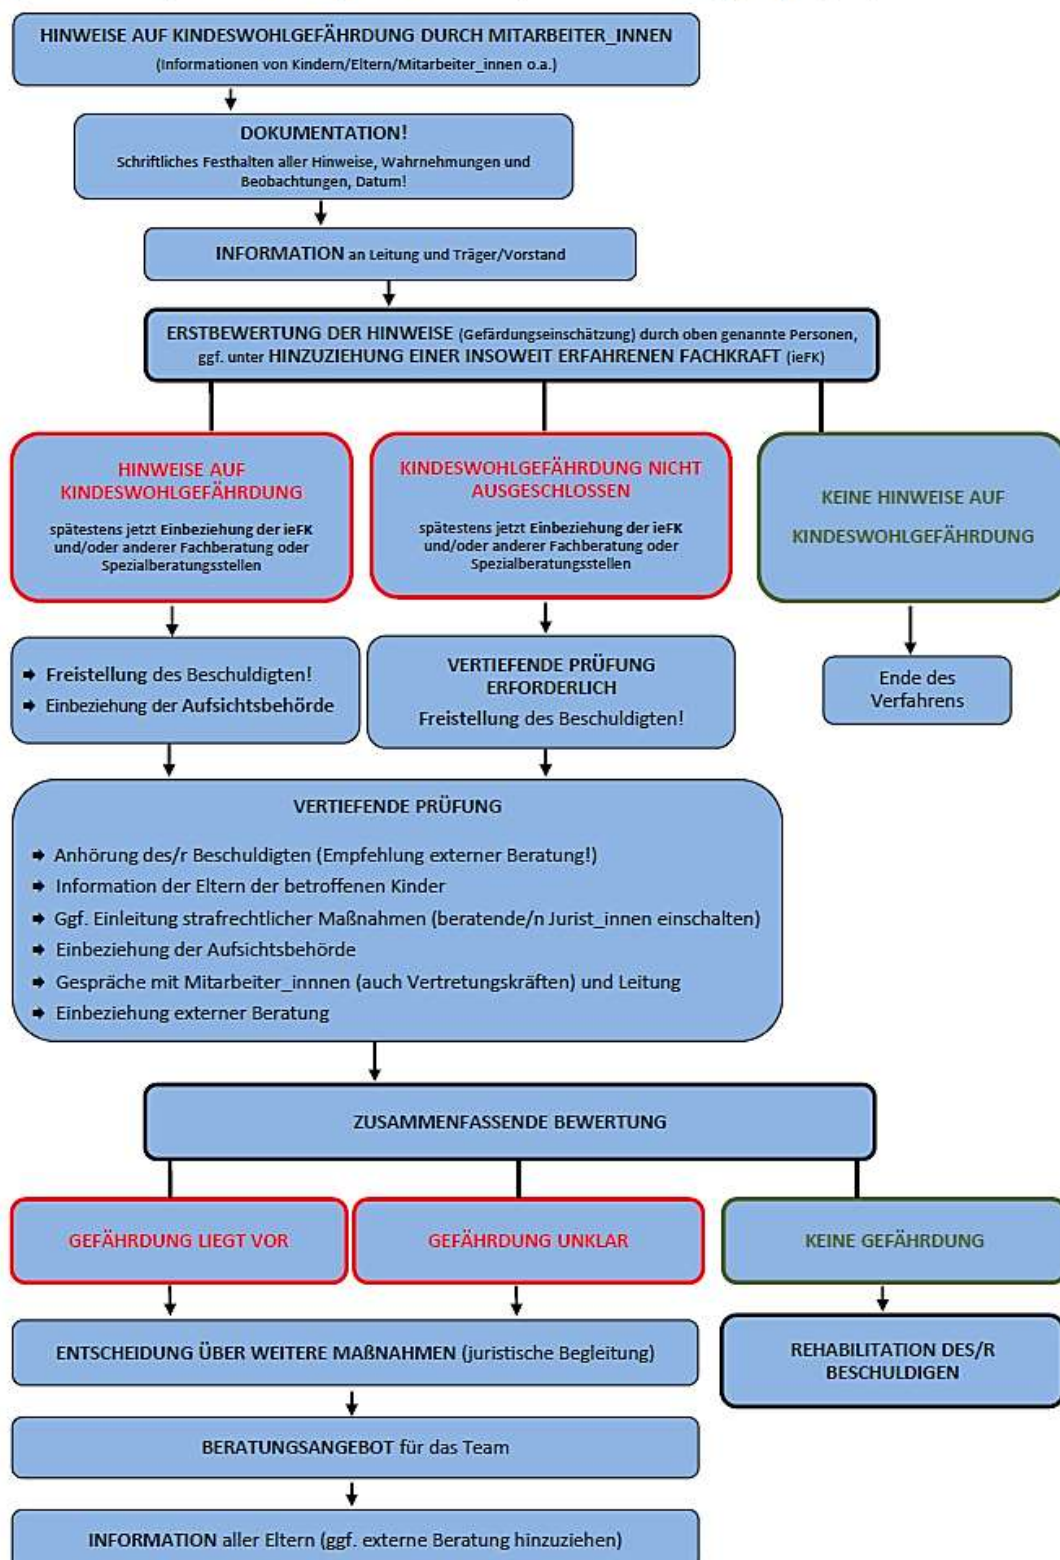 HINWEISE AUF KINDESWOHLGEFÄHRDUNG DURCH MITARBEITER_INNEN
(Informationen von Kindern/Eltern/Mitarbeiter_innen o.a.)
DOKUMENTATION!
Schriftliches Festhalten aller Hinweise, Wahrnehmungen und
Beobachtungen, Datum!
INFORMATION an Leitung und Träger/Vorstand
ERSTBEWERTUNG DER HINWEISE (Gefärdungseinschätzung) durch oben genannte Personen,
ggf. unter HINZUZIEHUNG EINER INSOWEIT ERFAHRENEN FACHKRAFT (ieFK)
HINWEISE AUF
KINDESWOHLGEFÄHRDUNG
spätestens jetzt Einbeziehung der ieFK
und/oder anderer Fachberatung oder
Spezialberatungsstellen
KINDESWOHLGEFÄHRDUNG NICHT
AUSGESCHLOSSEN
spätestens jetzt Einbeziehung der ieFK
und/oder anderer Fachberatung oder
Spezialberatungsstellen
KEINE HINWEISE AUF
KINDESWOHLGEFÄHRDUNG
➡ Freistellung des Beschuldigten!
➡ Einbeziehung der Aufsichtsbehörde
VERTIEFENDE PRÜFUNG
ERFORDERLICH
Freistellung des Beschuldigten!
Ende des
Verfahrens
VERTIEFENDE PRÜFUNG
➡ Anhörung des/r Beschuldigten (Empfehlung externer Beratung!)
➡ Information der Eltern der betroffenen Kinder
➡ Ggf. Einleitung strafrechtlicher Maßnahmen (beratende/n Jurist_innen einschalten)
➡ Einbeziehung der Aufsichtsbehörde
➡ Gespräche mit Mitarbeiter_innnen (auch Vertretungskräften) und Leitung
➡ Einbeziehung externer Beratung
ZUSAMMENFASSENDE BEWERTUNG
GEFÄHRDUNG LIEGT VOR
GEFÄHRDUNG UNKLAR
KEINE GEFÄHRDUNG
ENTSCHEIDUNG ÜBER WEITERE MAßNAHMEN (juristische Begleitung)
REHABILITATION DES/R
BESCHULDIGEN
BERATUNGSANGEBOT für das Team
INFORMATION aller Eltern (ggf. externe Beratung hinzuziehen)